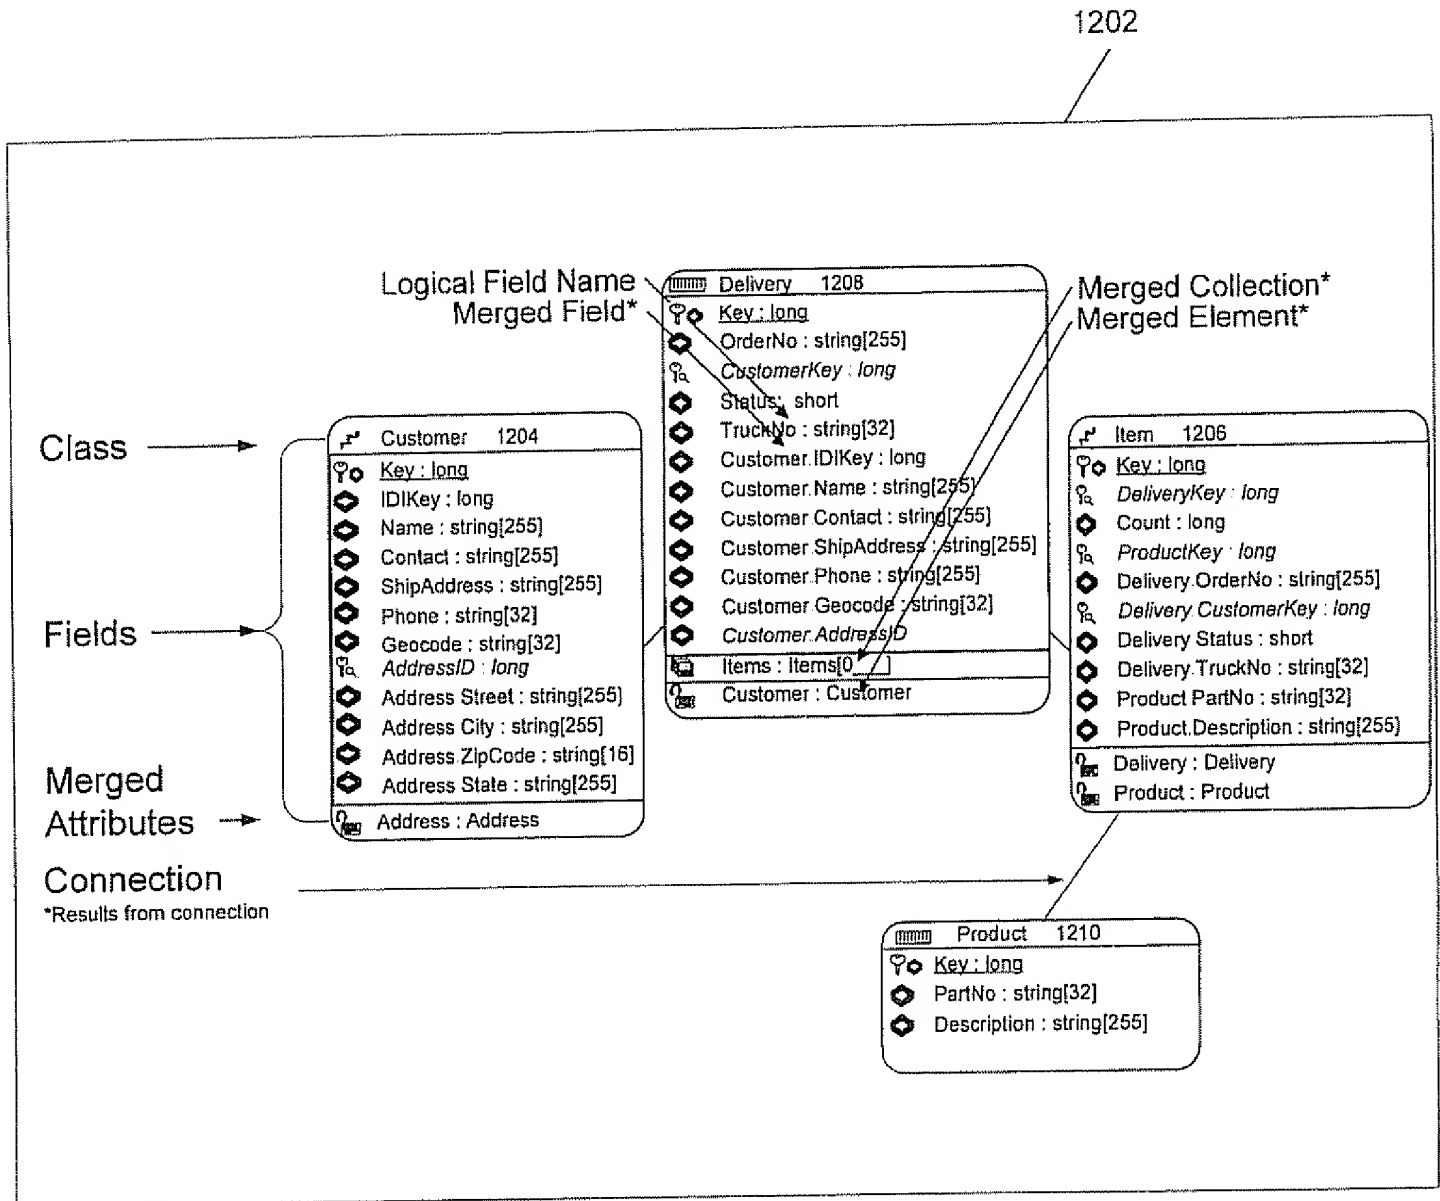 1202
Logical Field Name
Merged Field*
Merged Collection*
Merged Element*
Class
Fields
Merged
Attributes
Connection
*Results from connection
Customer 1204
Key : long
IDIKey : long
Name : string[255]
Contact : string[255]
ShipAddress : string[255]
Phone : string[32]
Geocode : string[32]
AddressID : long
Address Street : string[255]
Address City : string[255]
Address ZipCode : string[16]
Address State : string[255]
Address : Address
Delivery 1208
Key : long
OrderNo : string[255]
CustomerKey : long
Status: short
TruckNo : string[32]
Customer.IDIKey : long
Customer.Name : string[255]
Customer.Contact : string[255]
Customer.ShipAddress : string[255]
Customer.Phone : string[255]
Customer.Geocode : string[32]
Customer.AddressID
Items : Items[0____]
Customer : Customer
Item 1206
Key : long
DeliveryKey : long
Count : long
ProductKey : long
Delivery.OrderNo : string[255]
Delivery.CustomerKey : long
Delivery Status : short
Delivery.TruckNo : string[32]
Product PartNo : string[32]
Product.Description : string[255]
Delivery : Delivery
Product : Product
Product 1210
Key : long
PartNo : string[32]
Description : string[255]